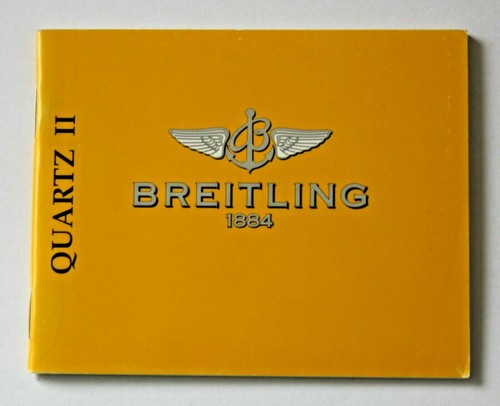 QUARTZ II
B
BREITLING
1884